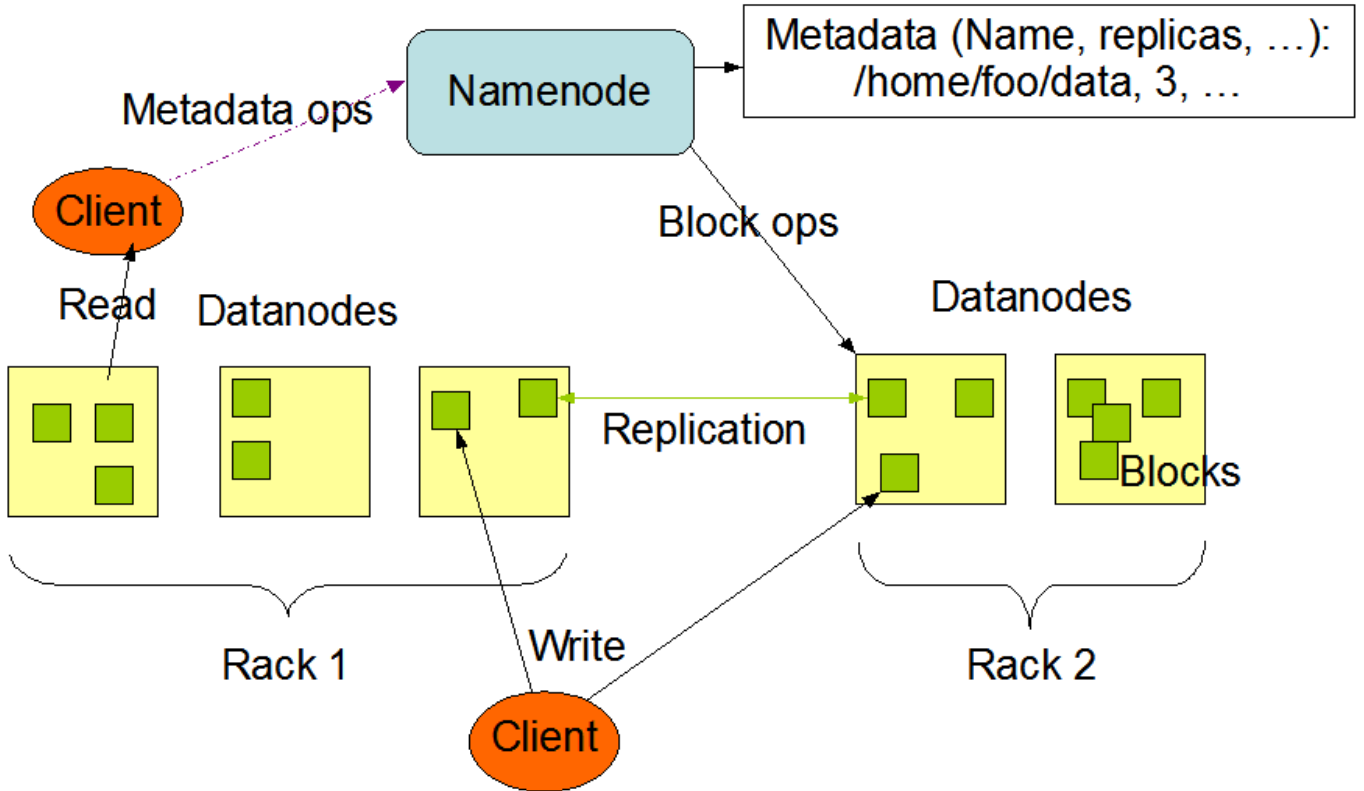 Metadata (Name, replicas, …):
/home/foo/data, 3, …
Namenode
Metadata ops
Client
Block ops
Read
Datanodes
Datanodes
Replication
Blocks
Rack 1
Write
Rack 2
Client